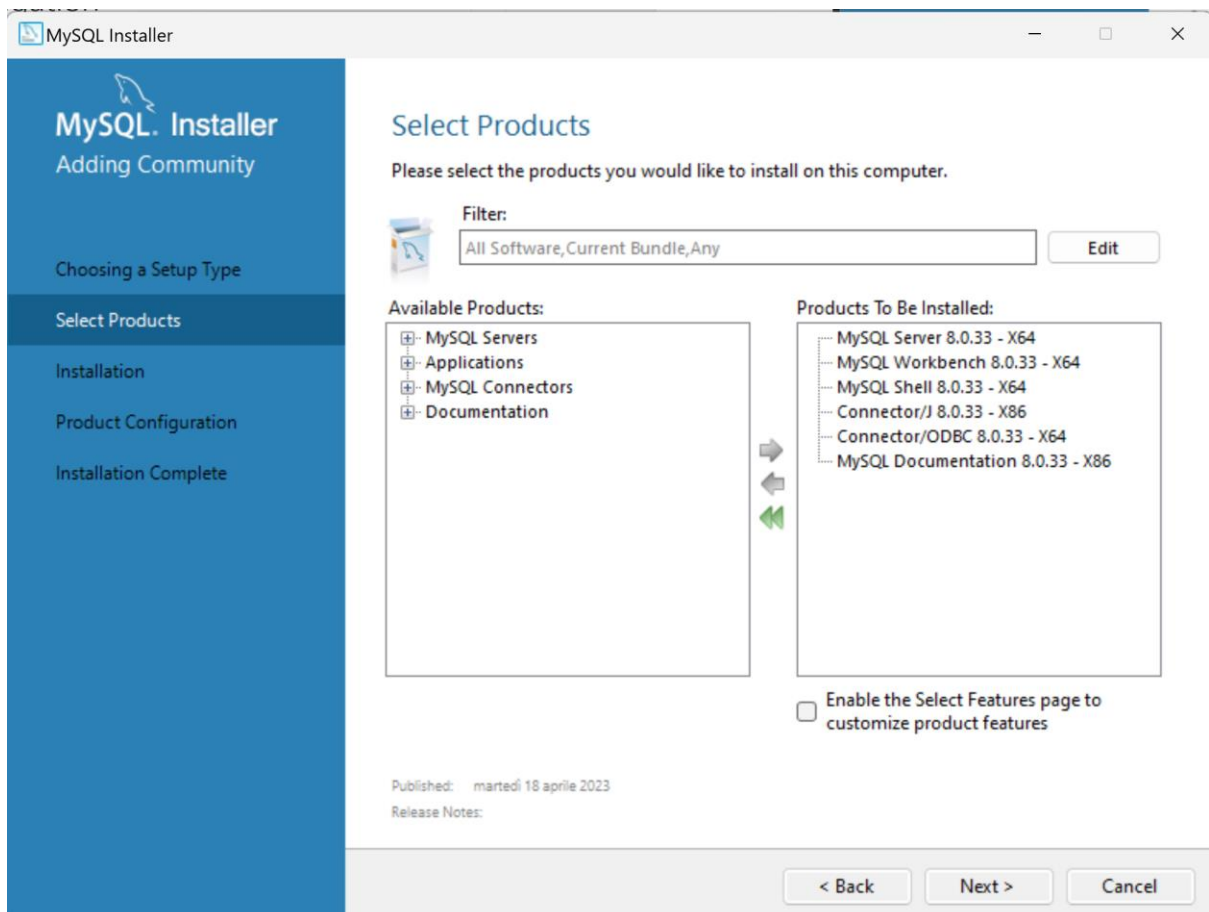 MySQL Installer
MySQL. Installer
Adding Community
Choosing a Setup Type
Select Products
Installation
Product Configuration
Installation Complete
Select Products
Please select the products you would like to install on this computer.
Filter:
All Software,Current Bundle,Any
Edit
Available Products:
MySQL Servers
Applications
MySQL Connectors
Documentation
Products To Be Installed:
MySQL Server 8.0.33 - X64
MySQL Workbench 8.0.33 - X64
MySQL Shell 8.0.33 - X64
Connector/J 8.0.33 - X86
Connector/ODBC 8.0.33 - X64
MySQL Documentation 8.0.33 - X86
Enable the Select Features page to
customize product features
Published: martedì 18 aprile 2023
Release Notes:
< Back
Next >
Cancel